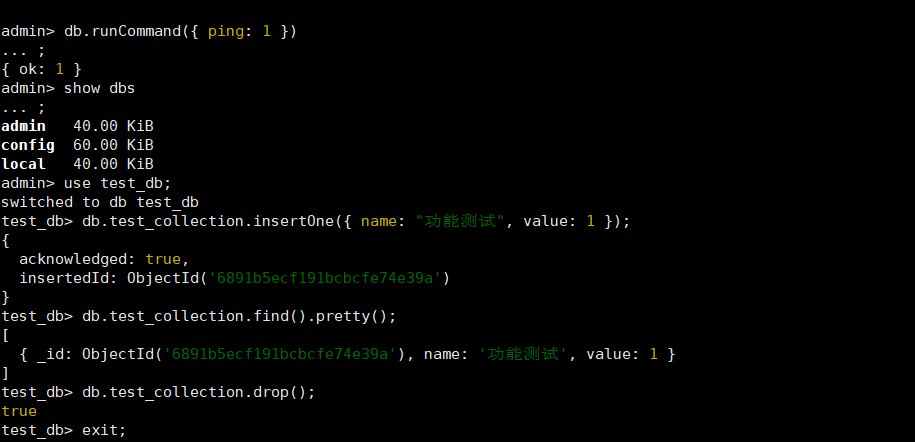 admin> db.runCommand({ ping: 1 })
... ;
{ ok: 1 }
admin> show dbs
... ;
admin   40.00 KiB
config  60.00 KiB
local   40.00 KiB
admin> use test_db;
switched to db test_db
test_db> db.test_collection.insertOne({ name: "功能测试", value: 1 });
{
  acknowledged: true,
  insertedId: ObjectId('6891b5ecf191bcbcfe74e39a')
}
test_db> db.test_collection.find().pretty();
[
  { _id: ObjectId('6891b5ecf191bcbcfe74e39a'), name: '功能测试', value: 1 }
]
test_db> db.test_collection.drop();
true
test_db> exit;